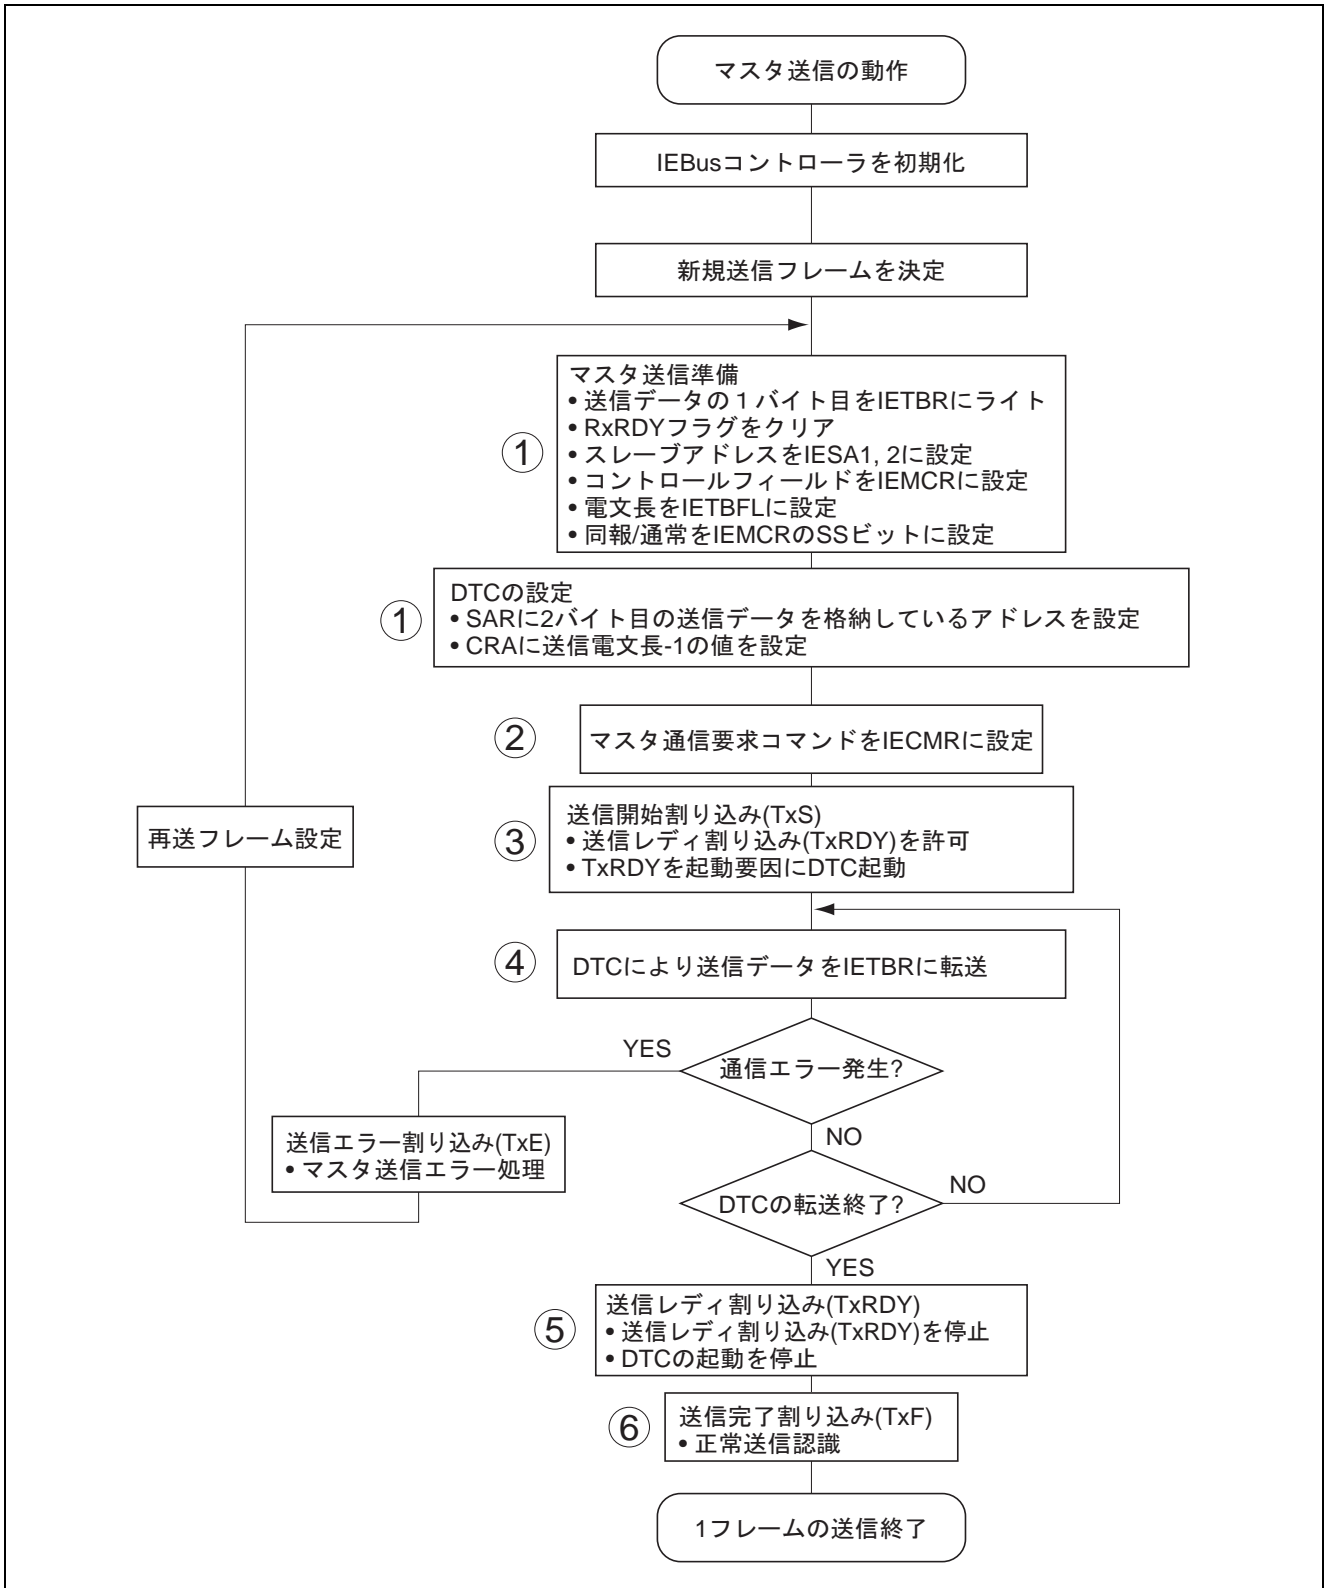 マスタ送信の動作
IEBusコントローラを初期化
新規送信フレームを決定
①
マスタ送信準備
• 送信データの１バイト目をIETBRにライト
• RxRDYフラグをクリア
• スレーブアドレスをIESA1, 2に設定
• コントロールフィールドをIEMCRに設定
• 電文長をIETBFLに設定
• 同報/通常をIEMCRのSSビットに設定
①
DTCの設定
• SARに2バイト目の送信データを格納しているアドレスを設定
• CRAに送信電文長-1の値を設定
②
マスタ通信要求コマンドをIECMRに設定
再送フレーム設定
③
送信開始割り込み(TxS)
• 送信レディ割り込み(TxRDY)を許可
• TxRDYを起動要因にDTC起動
④
DTCにより送信データをIETBRに転送
YES
通信エラー発生?
NO
送信エラー割り込み(TxE)
• マスタ送信エラー処理
DTCの転送終了?
NO
YES
⑤
送信レディ割り込み(TxRDY)
• 送信レディ割り込み(TxRDY)を停止
• DTCの起動を停止
⑥
送信完了割り込み(TxF)
• 正常送信認識
1フレームの送信終了